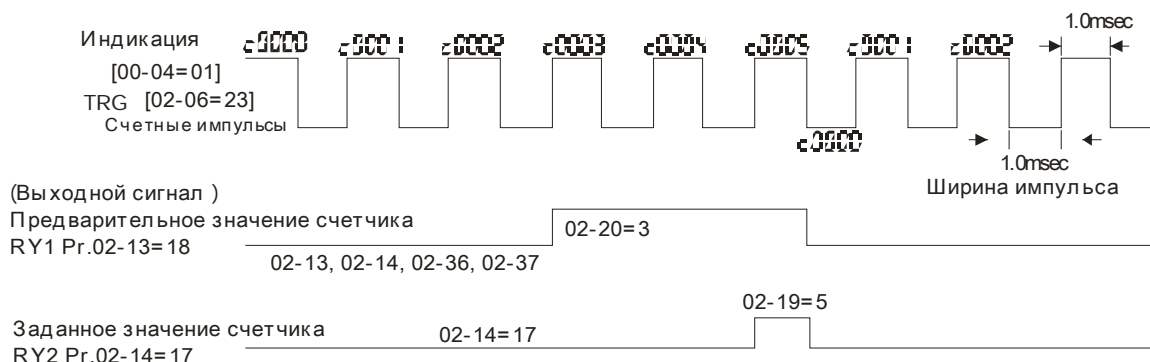 1.0msec
Индикация c0000 c0001 c0002 c0003 c0004 c0005 c0001 c0002
[00-04=01]
TRG [02-06=23]
Счетные импульсы
c0000
1.0msec
Ширина импульса
(Выходной сигнал )
Предварительное значение счетчика
RY1 Pr.02-13=18
02-20=3
02-13, 02-14, 02-36, 02-37
02-19=5
Заданное значение счетчика
02-14=17
RY2 Pr.02-14=17